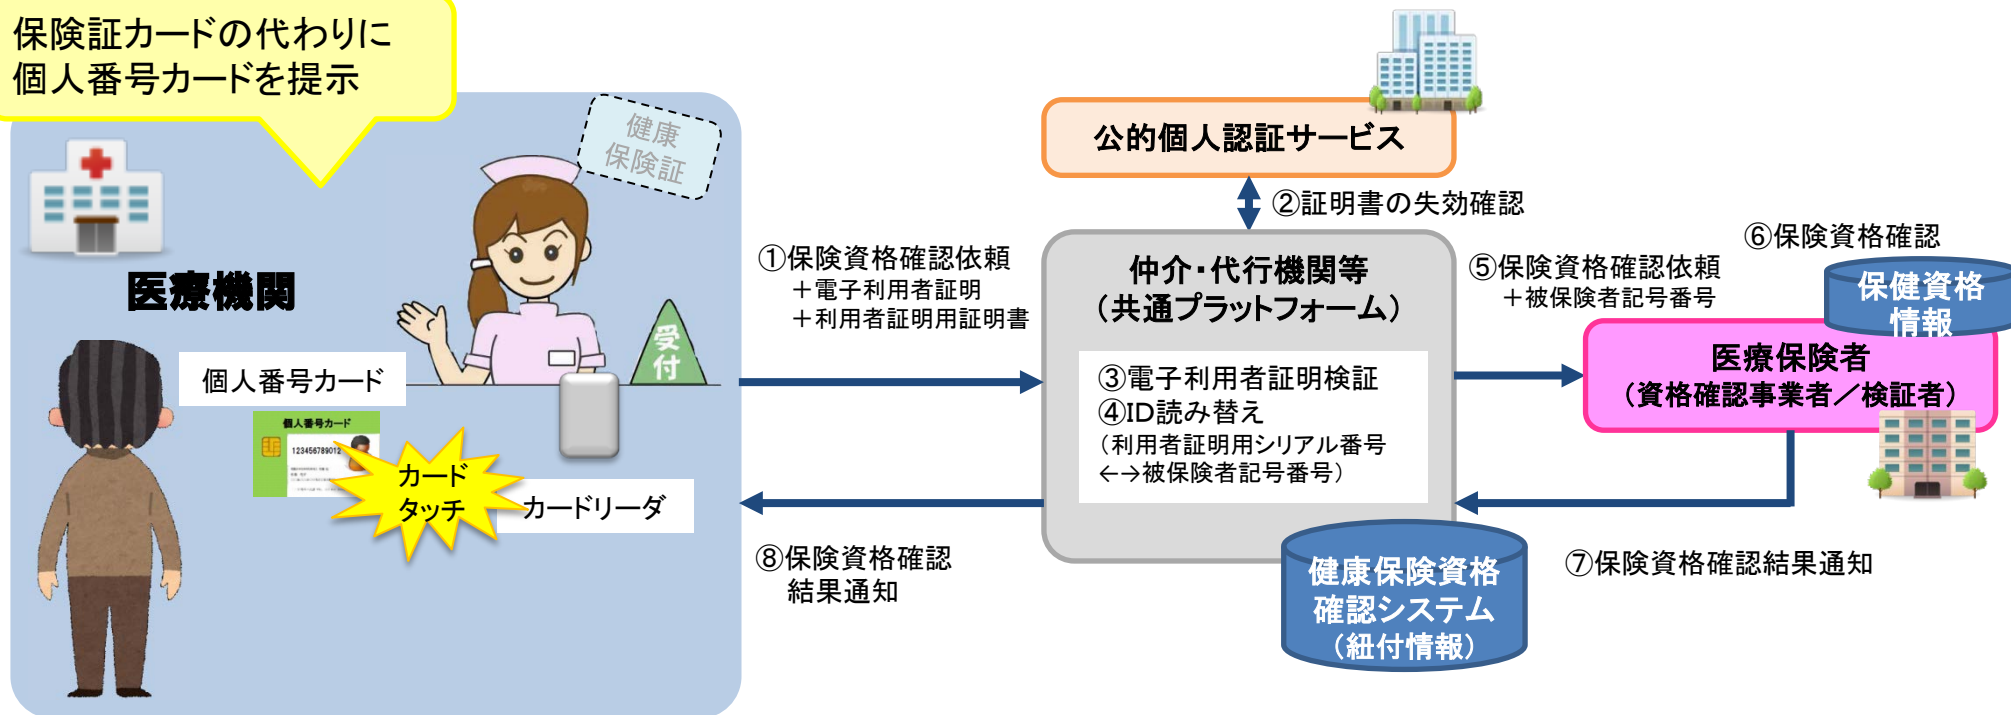 保険証カードの代わりに
個人番号カードを提示
健康
保険証
医療機関
受
付
個人番号カード
個人番号カード
123456789012
カード
タッチ
カードリーダ
①保険資格確認依頼
＋電子利用者証明
＋利用者証明用証明書
⑧保険資格確認
結果通知
公的個人認証サービス
②証明書の失効確認
仲介・代行機関等
（共通プラットフォーム）
③電子利用者証明検証
④ID読み替え
（利用者証明用シリアル番号
←→被保険者記号番号）
健康保険資格
確認システム
（紐付情報）
⑤保険資格確認依頼
＋被保険者記号番号
⑥保険資格確認
保健資格
情報
医療保険者
（資格確認事業者／検証者）
⑦保険資格確認結果通知